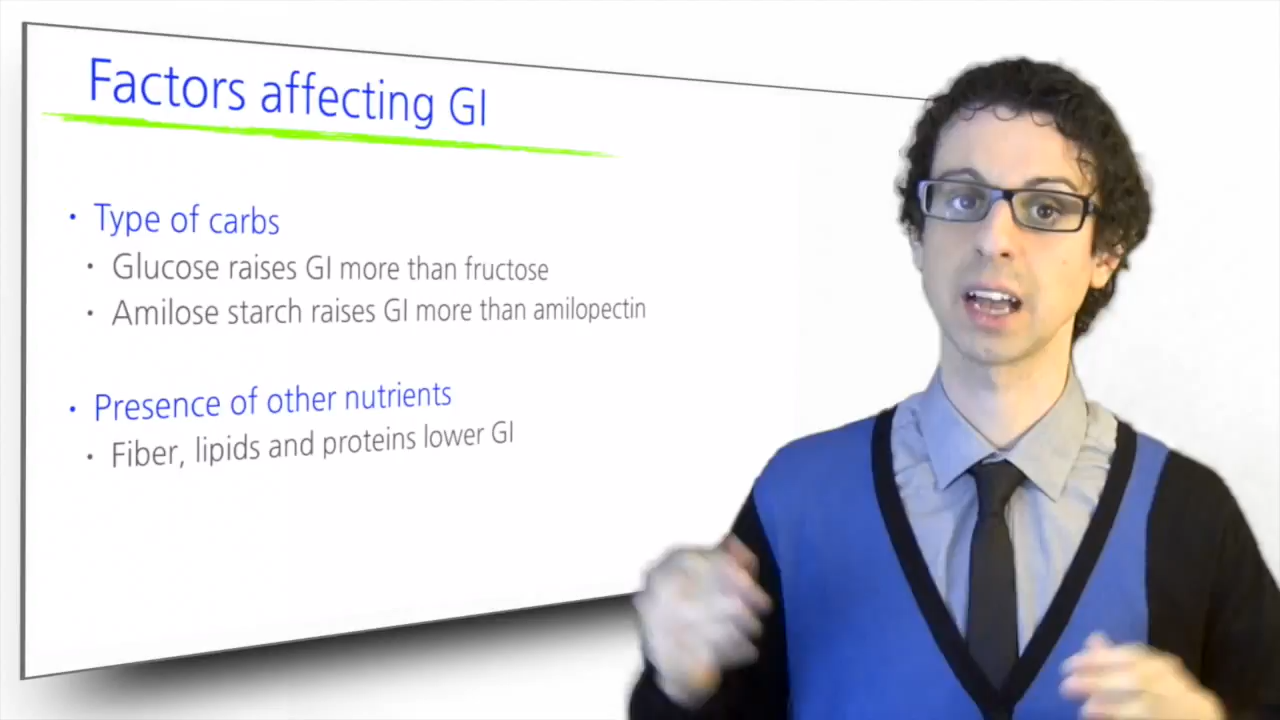 Factors affecting GI
• Type of carbs
• Glucose raises GI more than fructose
• Amilose starch raises GI more than amilopectin
• Presence of other nutrients
• Fiber, lipids and proteins lower GI